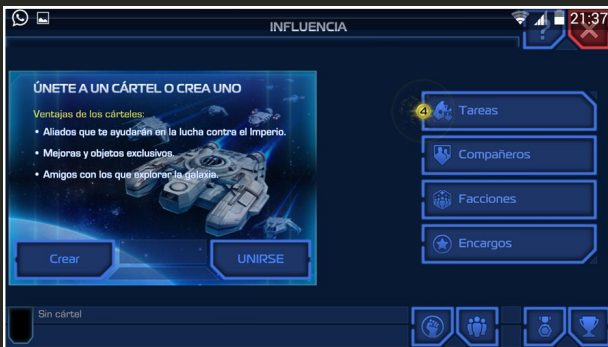 21:37
INFLUENCIA
?
ÚNETE A UN CÁRTEL O CREA UNO
Ventajas de los cárteles:
• Aliados que te ayudarán en la lucha contra el Imperio.
• Mejoras y objetos exclusivos.
• Amigos con los que explorar la galaxia.
Crear
UNIRSE
4
Tareas
Compañeros
Facciones
Encargos
Sin cártel